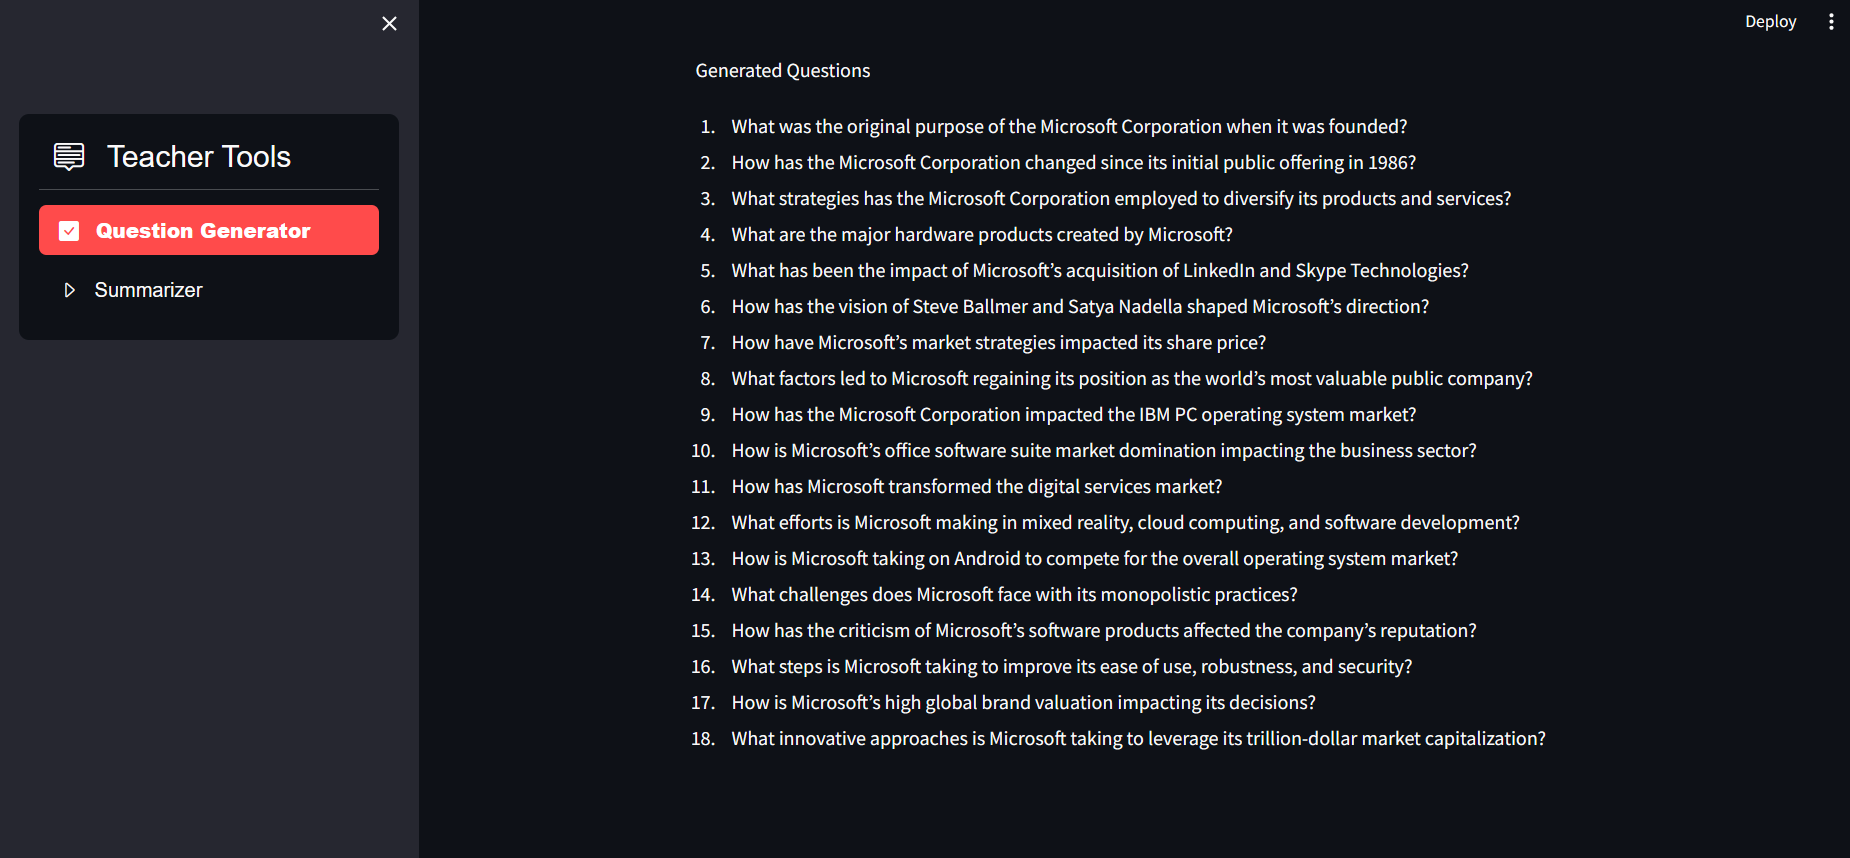 Deploy
Teacher Tools
Question Generator
Summarizer
Generated Questions
1. What was the original purpose of the Microsoft Corporation when it was founded?
2. How has the Microsoft Corporation changed since its initial public offering in 1986?
3. What strategies has the Microsoft Corporation employed to diversify its products and services?
4. What are the major hardware products created by Microsoft?
5. What has been the impact of Microsoft’s acquisition of LinkedIn and Skype Technologies?
6. How has the vision of Steve Ballmer and Satya Nadella shaped Microsoft’s direction?
7. How have Microsoft’s market strategies impacted its share price?
8. What factors led to Microsoft regaining its position as the world’s most valuable public company?
9. How has the Microsoft Corporation impacted the IBM PC operating system market?
10. How is Microsoft’s office software suite market domination impacting the business sector?
11. How has Microsoft transformed the digital services market?
12. What efforts is Microsoft making in mixed reality, cloud computing, and software development?
13. How is Microsoft taking on Android to compete for the overall operating system market?
14. What challenges does Microsoft face with its monopolistic practices?
15. How has the criticism of Microsoft’s software products affected the company’s reputation?
16. What steps is Microsoft taking to improve its ease of use, robustness, and security?
17. How is Microsoft’s high global brand valuation impacting its decisions?
18. What innovative approaches is Microsoft taking to leverage its trillion-dollar market capitalization?